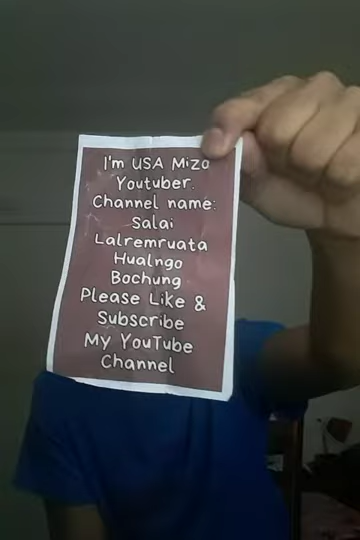 I'm USA Mizo
Youtuber.
Channel name:
Salai
Lalremruata
Hualngo
Bochung
Please Like &
Subscribe
My YouTube
Channel